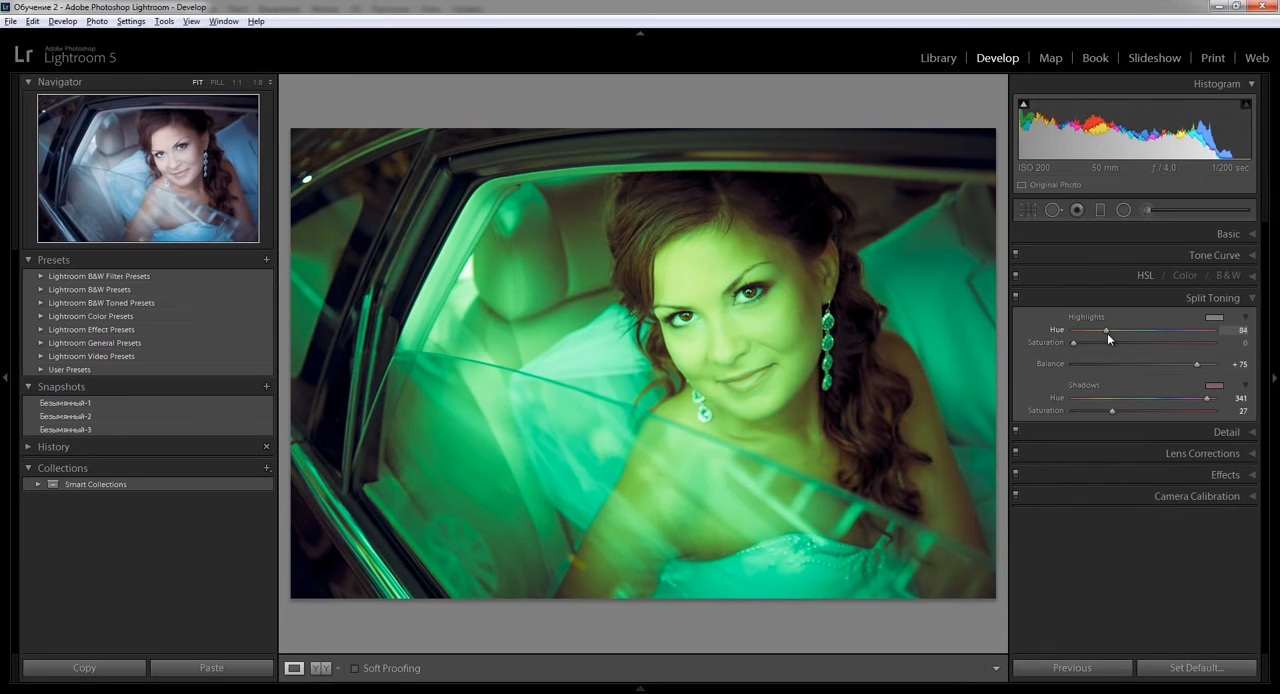 Обучение 2 - Adobe Photoshop Lightroom - Develop
File Edit Develop Photo Settings Tools View Window Help
Lr
Adobe Photoshop
Lightroom 5
Library | Develop | Map | Book | Slideshow | Print | Web
Navigator FIT FILL 1:1 1:8
Presets +
Lightroom B&W Filter Presets
Lightroom B&W Presets
Lightroom B&W Toned Presets
Lightroom Color Presets
Lightroom Effect Presets
Lightroom General Presets
Lightroom Video Presets
User Presets
Snapshots +
Безымянный-1
Безымянный-2
Безымянный-3
History ×
Collections +
Smart Collections
Copy Paste
Y Y Soft Proofing
Histogram
ISO 200 50 mm ƒ / 4,0 1/200 sec
Original Photo
Basic
Tone Curve
HSL / Color / B & W
Split Toning
Highlights
Hue 84
Saturation 0
Balance + 75
Shadows
Hue 341
Saturation 27
Detail
Lens Corrections
Effects
Camera Calibration
Previous Set Default...